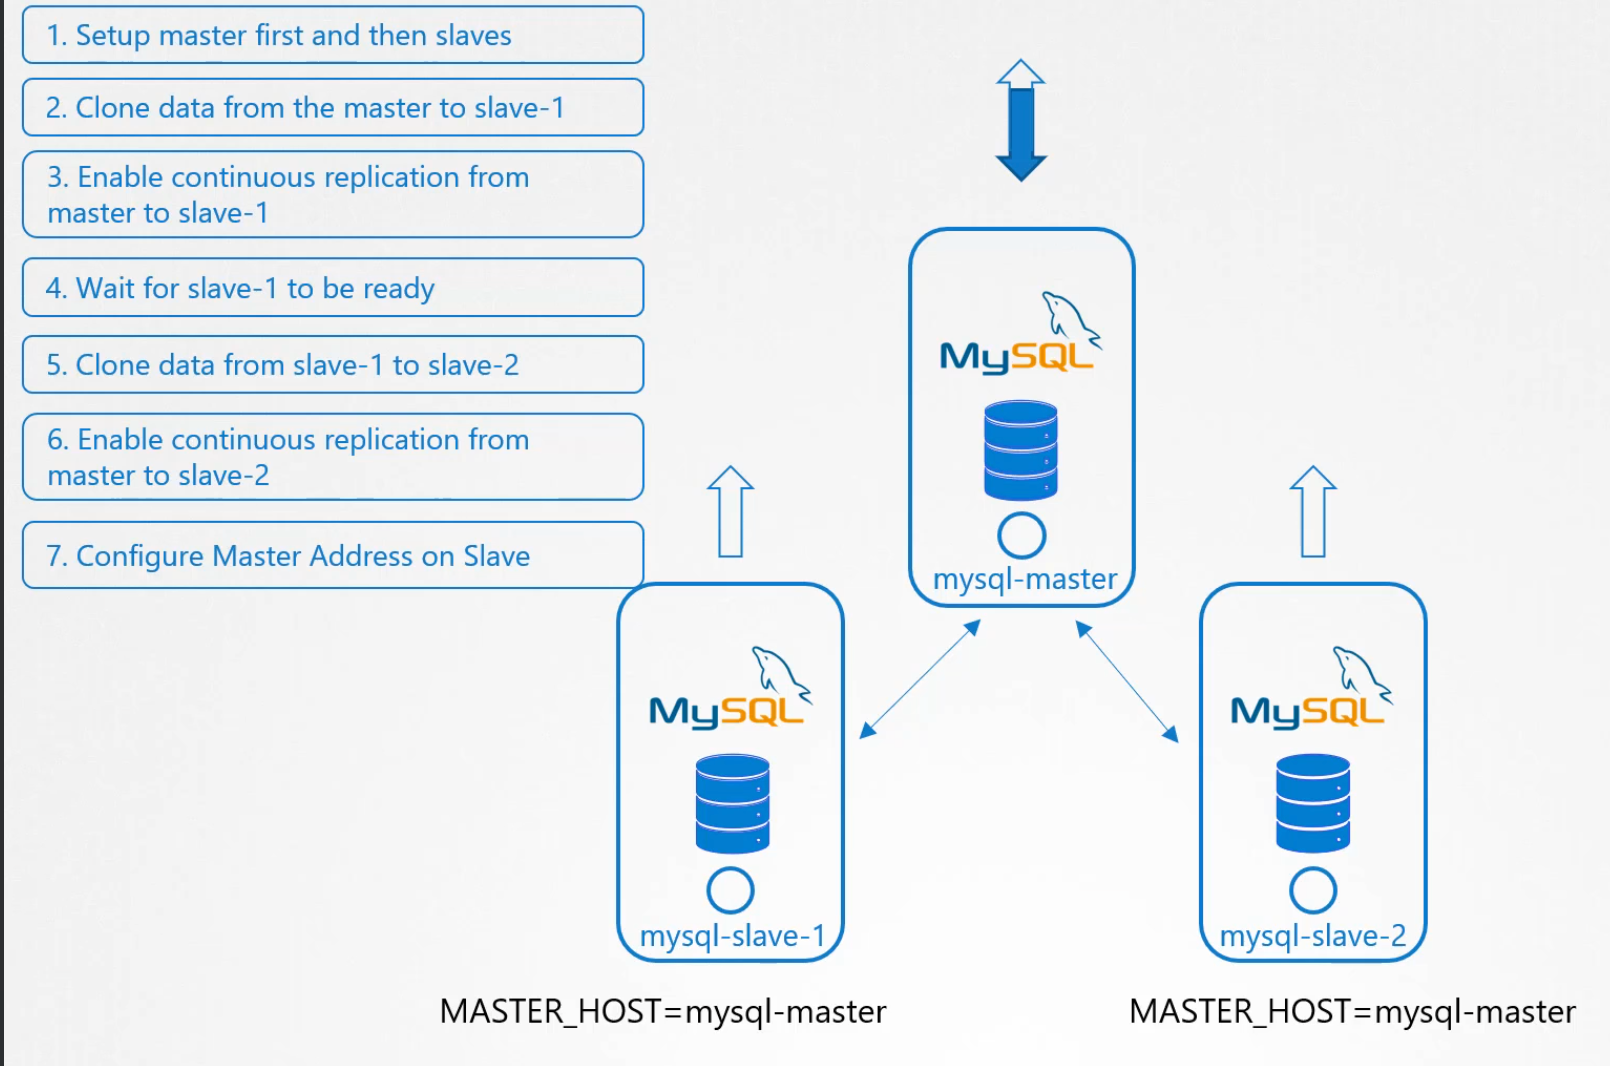 1. Setup master first and then slaves
2. Clone data from the master to slave-1
3. Enable continuous replication from
master to slave-1
4. Wait for slave-1 to be ready
5. Clone data from slave-1 to slave-2
6. Enable continuous replication from
master to slave-2
7. Configure Master Address on Slave
MySQL
mysql-master
MySQL
mysql-slave-1
MASTER_HOST=mysql-master
MySQL
mysql-slave-2
MASTER_HOST=mysql-master